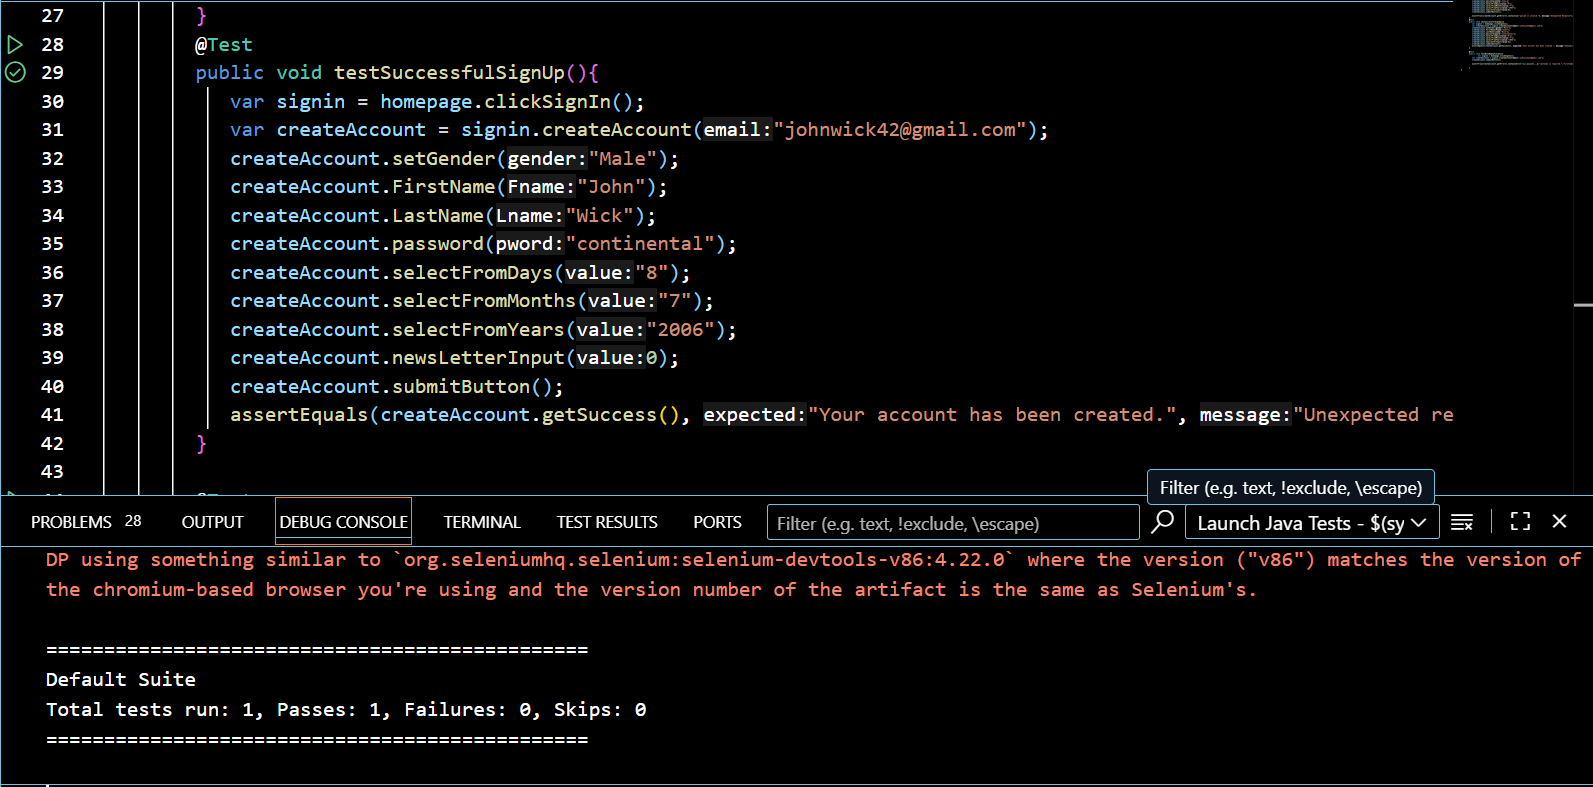 27 }
28 @Test
29 public void testSuccessfulSignUp(){
30 var signin = homepage.clickSignIn();
31 var createAccount = signin.createAccount(email:"johnwick42@gmail.com");
32 createAccount.setGender(gender:"Male");
33 createAccount.FirstName(Fname:"John");
34 createAccount.LastName(Lname:"Wick");
35 createAccount.password(pword:"continental");
36 createAccount.selectFromDays(value:"8");
37 createAccount.selectFromMonths(value:"7");
38 createAccount.selectFromYears(value:"2006");
39 createAccount.newsLetterInput(value:0);
40 createAccount.submitButton();
41 assertEquals(createAccount.getSuccess(), expected:"Your account has been created.", message:"Unexpected re
42 }
43
Filter (e.g. text, !exclude, \escape)
PROBLEMS 28 OUTPUT DEBUG CONSOLE TERMINAL TEST RESULTS PORTS Filter (e.g. text, !exclude, \escape) Launch Java Tests - $(sy
DP using something similar to `org.seleniumhq.selenium:selenium-devtools-v86:4.22.0` where the version ("v86") matches the version of
the chromium-based browser you're using and the version number of the artifact is the same as Selenium's.
===============================================
Default Suite
Total tests run: 1, Passes: 1, Failures: 0, Skips: 0
===============================================